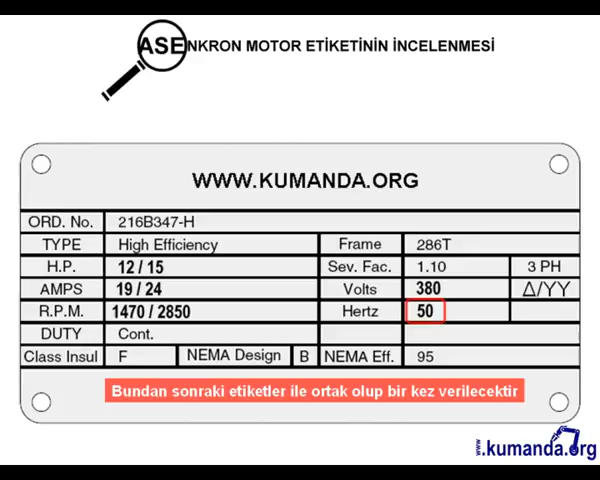 ASENKRON MOTOR ETİKETİNİN İNCELENMESİ
WWW.KUMANDA.ORG
ORD. No. 216B347-H
TYPE High Efficiency Frame 286T
H.P. 12 / 15 Sev. Fac. 1.10 3 PH
AMPS 19 / 24 Volts 380 Δ/YY
R.P.M. 1470 / 2850 Hertz 50
DUTY Cont.
Class Insul F NEMA Design B NEMA Eff. 95
Bundan sonraki etiketler ile ortak olup bir kez verilecektir
www.kumanda.org